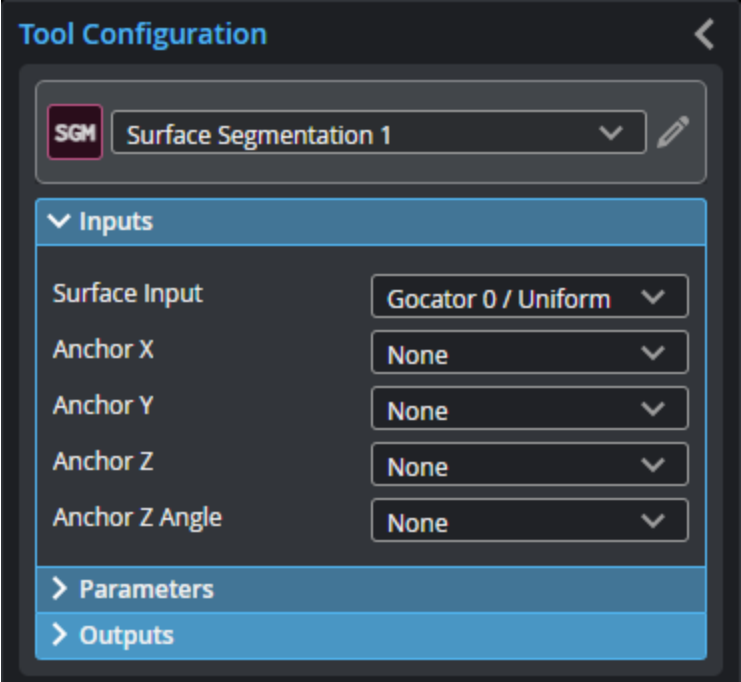 Tool Configuration
SGM Surface Segmentation 1
Inputs
Surface Input Gocator 0 / Uniform
Anchor X None
Anchor Y None
Anchor Z None
Anchor Z Angle None
Parameters
Outputs